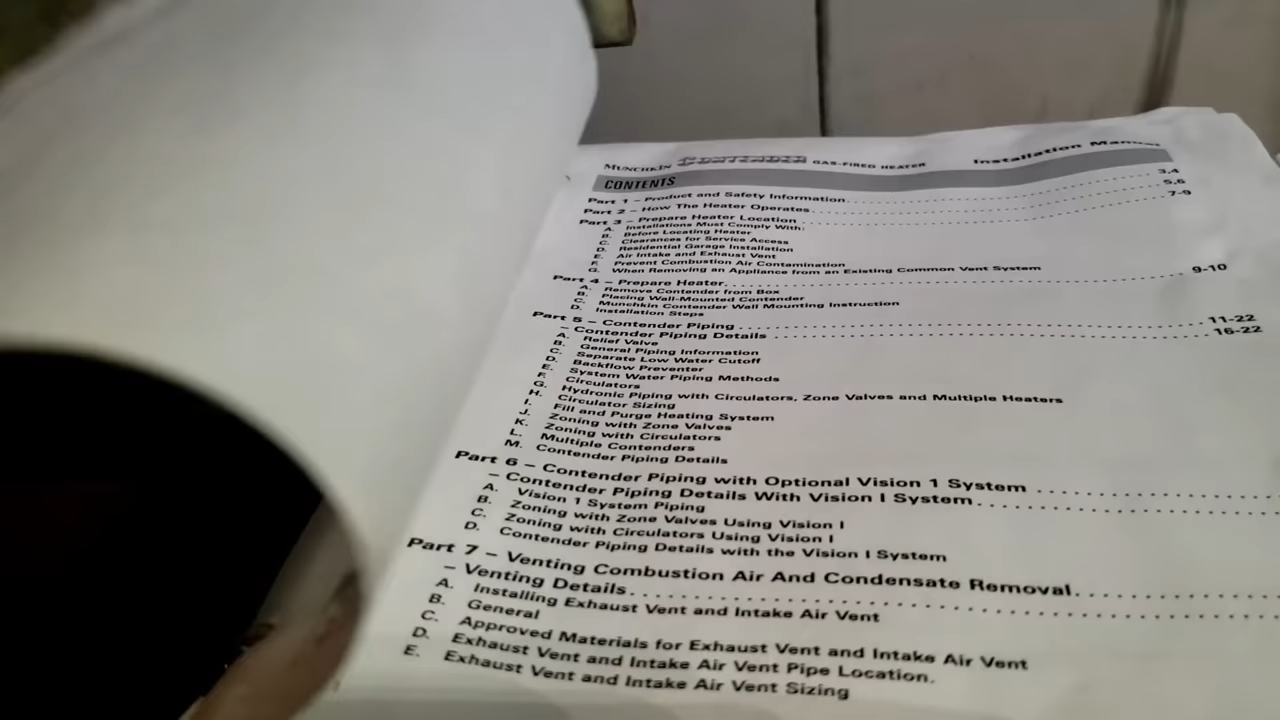 MUNCHKIN CONTENDER GAS-FIRED HEATER Installation Manual
CONTENTS
Part 1 – Product and Safety Information 3,4
Part 2 – How The Heater Operates 5,6
Part 3 – Prepare Heater Location 7-9
A. Installations Must Comply With:
B. Before Locating Heater
C. Clearances for Service Access
D. Residential Garage Installation
E. Air Intake and Exhaust Vent
F. Prevent Combustion Air Contamination
G. When Removing an Appliance from an Existing Common Vent System
Part 4 – Prepare Heater 9-10
A. Remove Contender from Box
B. Placing Wall-Mounted Contender
C. Munchkin Contender Wall Mounting Instruction
D. Installation Steps
Part 5 – Contender Piping 11-22
– Contender Piping Details 16-22
A. Relief Valve
B. General Piping Information
C. Separate Low Water Cutoff
D. Backflow Preventer
E. System Water Piping Methods
F. Circulators
G. Hydronic Piping with Circulators, Zone Valves and Multiple Heaters
H. Circulator Sizing
I. Fill and Purge Heating System
J. Zoning with Zone Valves
K. Zoning with Circulators
L. Multiple Contenders
M. Contender Piping Details
Part 6 – Contender Piping with Optional Vision 1 System
– Contender Piping Details With Vision I System
A. Vision 1 System Piping
B. Zoning with Zone Valves Using Vision I
C. Zoning with Circulators Using Vision I
D. Contender Piping Details with the Vision I System
Part 7 – Venting Combustion Air And Condensate Removal
– Venting Details
A. Installing Exhaust Vent and Intake Air Vent
B. General
C. Approved Materials for Exhaust Vent and Intake Air Vent
D. Exhaust Vent and Intake Air Vent Pipe Location.
E. Exhaust Vent and Intake Air Vent Sizing